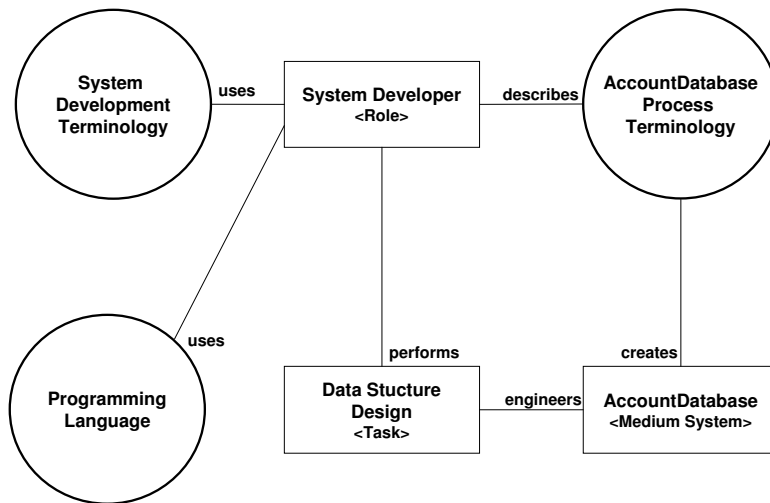 System
Development
Terminology
uses
System Developer
<Role>
describes
AccountDatabase
Process
Terminology
uses
performs
creates
Programming
Language
Data Stucture
Design
<Task>
engineers
AccountDatabase
<Medium System>